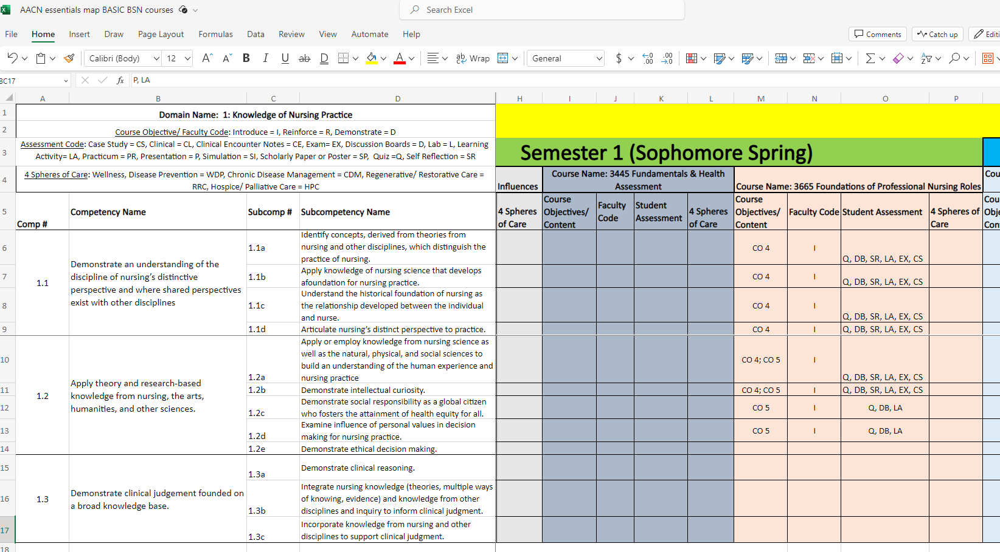 AACN essentials map BASIC BSN courses
Search Excel
File Home Insert Draw Page Layout Formulas Data Review View Automate Help
Comments Catch up
Calibri (Body) 12 B I U ab D A Wrap General $
BC17 fx P, LA
A B C D H I J K L M N O P
1 Domain Name: 1: Knowledge of Nursing Practice
2 Course Objective/ Faculty Code: Introduce = I, Reinforce = R, Demonstrate = D
3 Assessment Code: Case Study = CS, Clinical = CL, Clinical Encounter Notes = CE, Exam= EX, Discussion Boards = D, Lab = L, Learning
Activity= LA, Practicum = PR, Presentation = P, Simulation = SI, Scholarly Paper or Poster = SP, Quiz =Q, Self Reflection = SR
Semester 1 (Sophomore Spring)
4 4 Spheres of Care: Wellness, Disease Prevention = WDP, Chronic Disease Management = CDM, Regenerative/ Restorative Care =
RRC, Hospice/ Palliative Care = HPC
Influences
Course Name: 3445 Fundamentals & Health
Assessment
Course Name: 3665 Foundations of Professional Nursing Roles
5
Comp #
Competency Name
Subcomp #
Subcompetency Name
4 Spheres
of Care
Course
Objectives/
Content
Faculty
Code
Student
Assessment
4 Spheres
of Care
Course
Objectives/
Content
Faculty Code
Student Assessment
4 Spheres of
Care
1.1
Demonstrate an understanding of the
discipline of nursing’s distinctive
perspective and where shared perspectives
exist with other disciplines
6
1.1a
Identify concepts, derived from theories from
nursing and other disciplines, which distinguish the
practice of nursing.
CO 4 I Q, DB, SR, LA, EX, CS
7
1.1b
Apply knowledge of nursing science that develops
afoundation for nursing practice.
CO 4 I Q, DB, SR, LA, EX, CS
8
1.1c
Understand the historical foundation of nursing as
the relationship developed between the individual
and nurse.
CO 4 I Q, DB, SR, LA, EX, CS
9
1.1d
Articulate nursing’s distinct perspective to practice.
CO 4 I Q, DB, SR, LA, EX, CS
1.2
Apply theory and research-based
knowledge from nursing, the arts,
humanities, and other sciences.
10
1.2a
Apply or employ knowledge from nursing science as
well as the natural, physical, and social sciences to
build an understanding of the human experience and
nursing practice
CO 4; CO 5 I Q, DB, SR, LA, EX, CS
11
1.2b
Demonstrate intellectual curiosity.
CO 4; CO 5 I Q, DB, SR, LA, EX, CS
12
1.2c
Demonstrate social responsibility as a global citizen
who fosters the attainment of health equity for all.
CO 5 I Q, DB, LA
13
1.2d
Examine influence of personal values in decision
making for nursing practice.
CO 5 I Q, DB, LA
14
1.2e
Demonstrate ethical decision making.
1.3
Demonstrate clinical judgement founded on
a broad knowledge base.
15
1.3a
Demonstrate clinical reasoning.
16
1.3b
Integrate nursing knowledge (theories, multiple ways
of knowing, evidence) and knowledge from other
disciplines and inquiry to inform clinical judgment.
17
1.3c
Incorporate knowledge from nursing and other
disciplines to support clinical judgment.
18